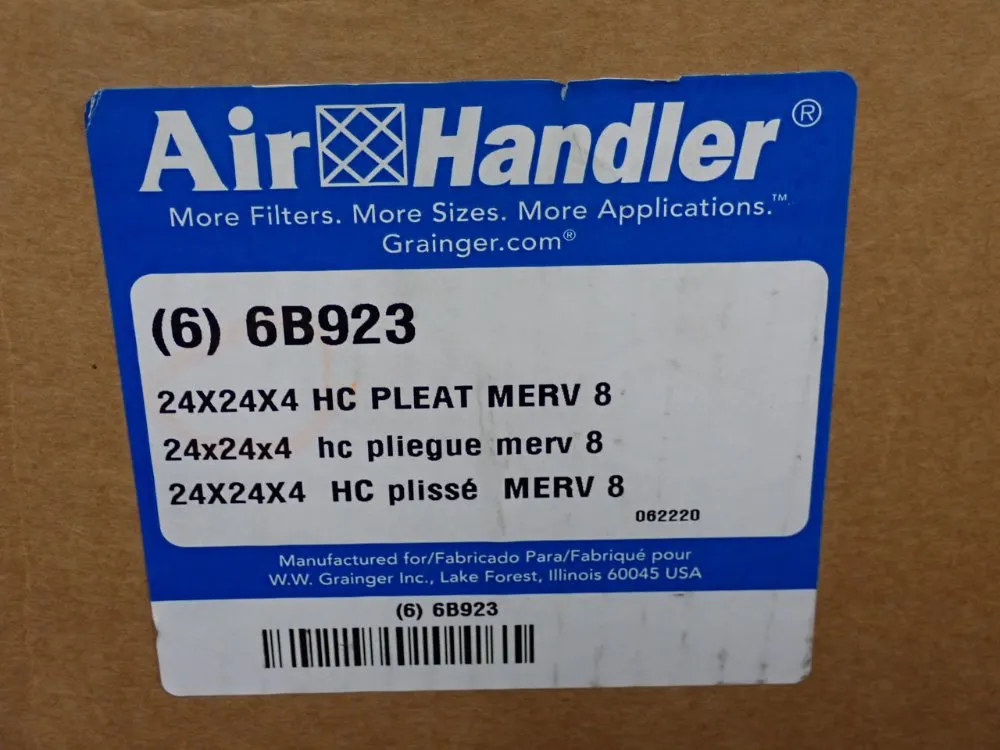 Air Handler®
More Filters. More Sizes. More Applications.™
Grainger.com®
(6) 6B923
24X24X4 HC PLEAT MERV 8
24x24x4 hc pliegue merv 8
24X24X4 HC plissé MERV 8
062220
Manufactured for/Fabricado Para/Fabriqué pour
W.W. Grainger Inc., Lake Forest, Illinois 60045 USA
(6) 6B923